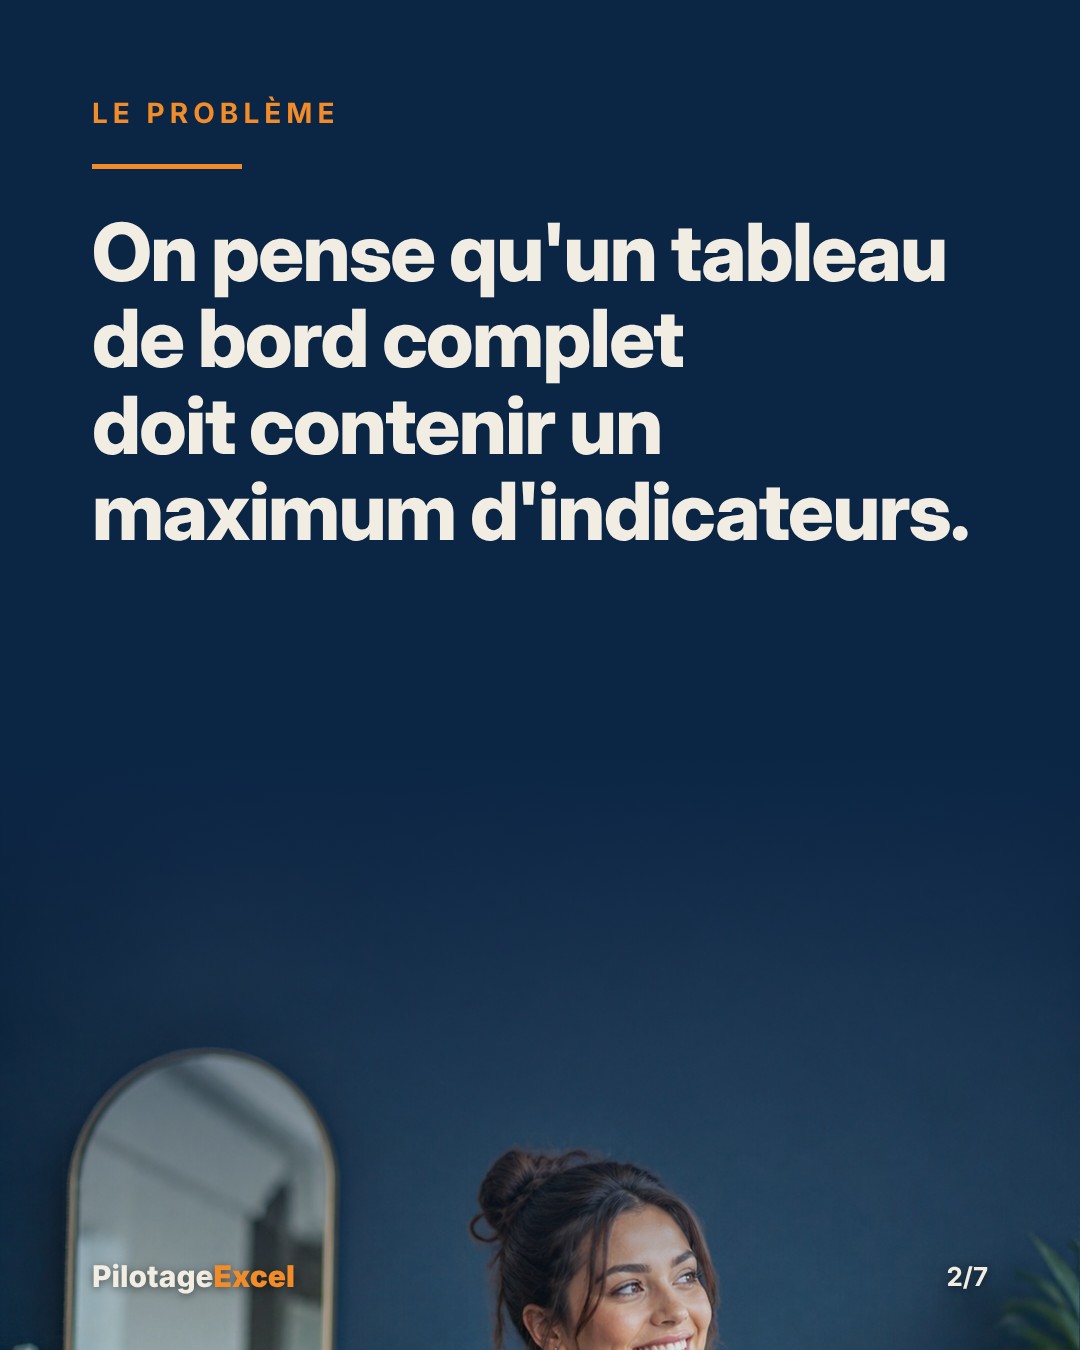 LE PROBLÈME
On pense qu'un tableau
de bord complet
doit contenir un
maximum d'indicateurs.
PilotageExcel
2/7